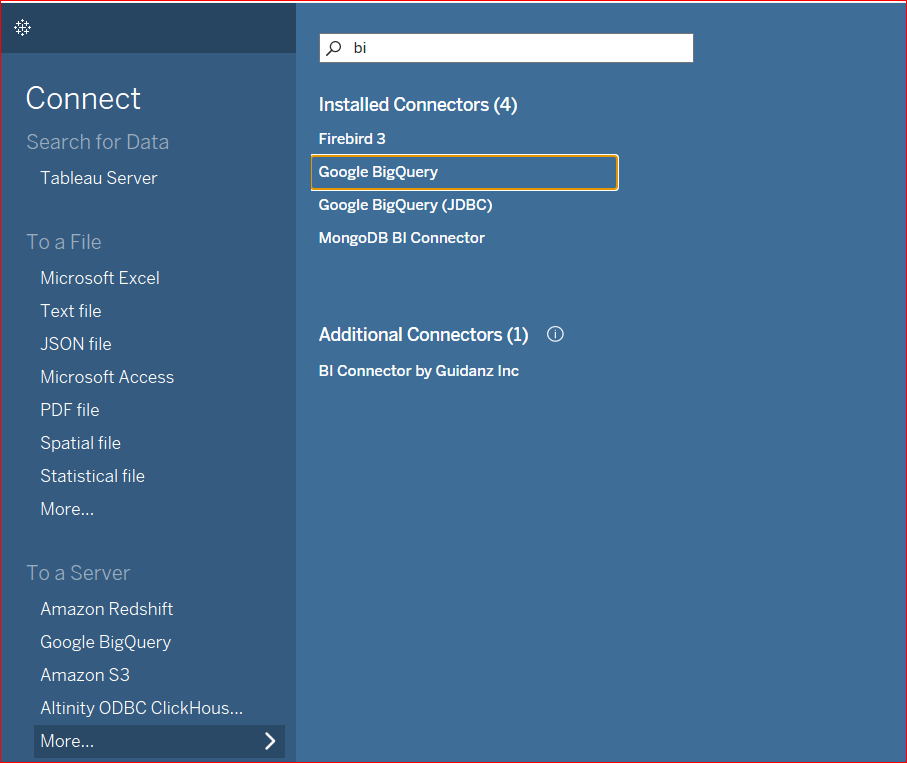 Connect
Search for Data
Tableau Server
To a File
Microsoft Excel
Text file
JSON file
Microsoft Access
PDF file
Spatial file
Statistical file
More...
To a Server
Amazon Redshift
Google BigQuery
Amazon S3
Altinity ODBC ClickHous...
More...
bi
Installed Connectors (4)
Firebird 3
Google BigQuery
Google BigQuery (JDBC)
MongoDB BI Connector
Additional Connectors (1)
BI Connector by Guidanz Inc